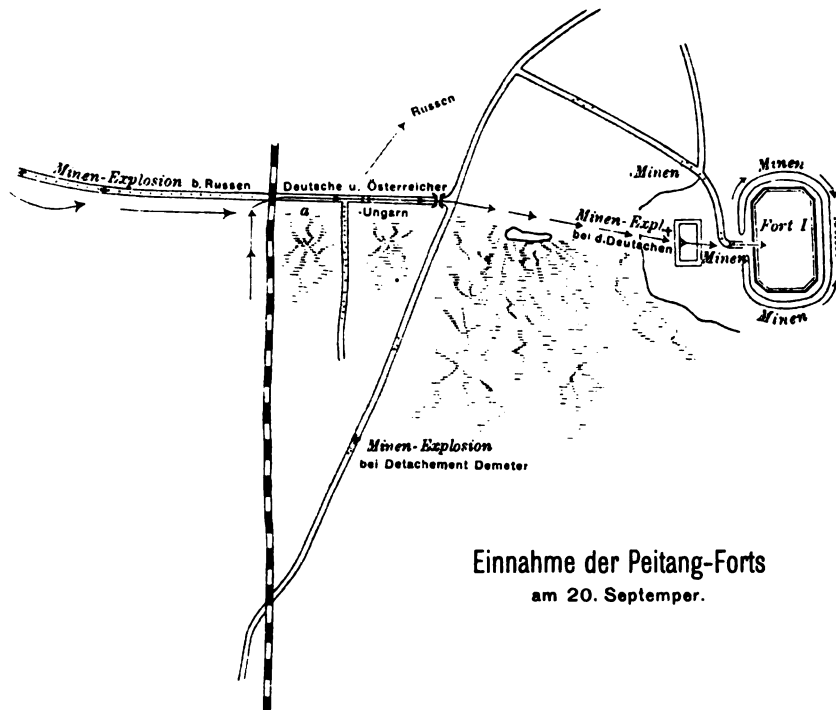 Russen
Minen-Explosion b. Russen
Deutsche u. Österreicher
-Ungarn
a
Minen
Minen
Minen-Expl.
bei d. Deutschen
Minen
Fort I
Minen
Minen-Explosion
bei Detachement Demeter
Einnahme der Peitang-Forts
am 20. Septemper.